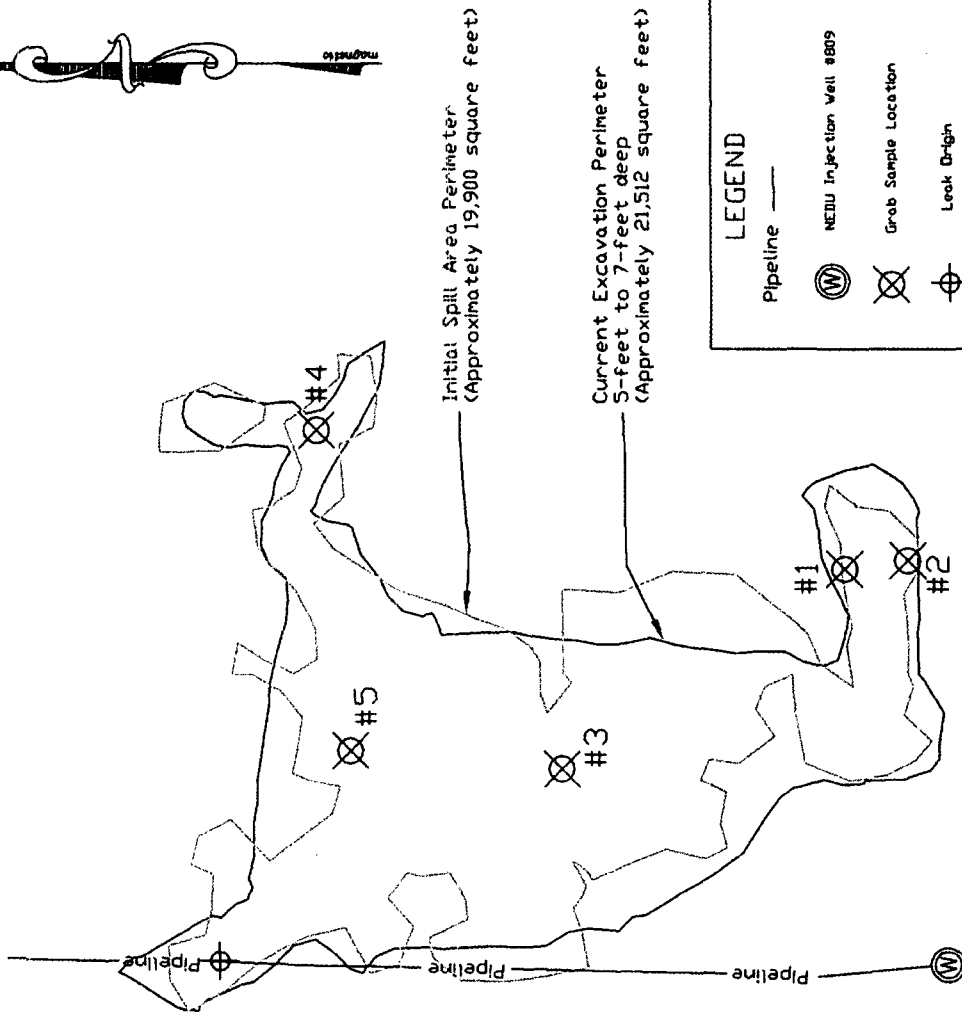 magnetic
Initial Spill Area Perimeter
(Approximately 19,900 square feet)
Current Excavation Perimeter
5-feet to 7-feet deep
(Approximately 21,512 square feet)
#4
#5
#3
#1
#2
Pipeline
Pipeline
Pipeline
W
LEGEND
Pipeline
W NEDU Injection Well #809
Grab Sample Location
Leak Origin